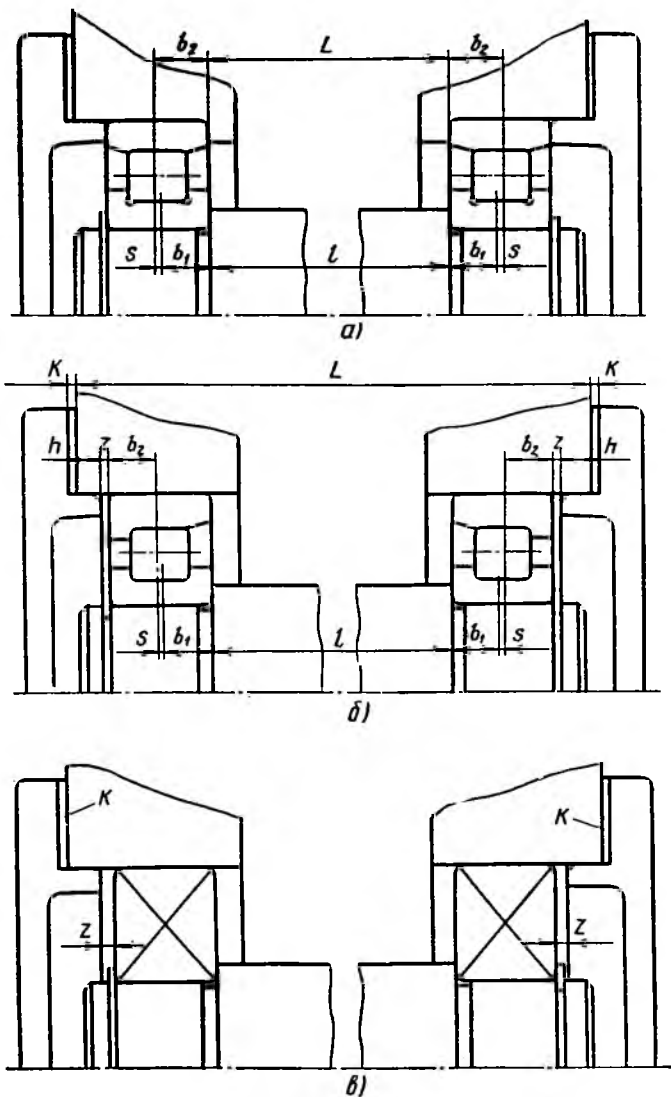 b₂ L b₂
s b₁ l b₁ s
а)
К L К
h z b₂ b₂ z h
s b₁ l b₁ s
б)
К К
z z
в)